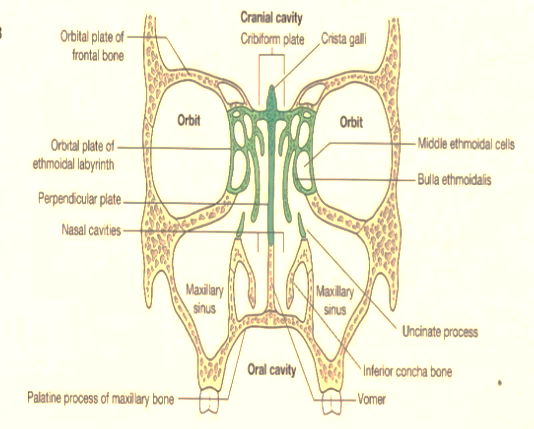 Cranial cavity
Orbital plate of
frontal bone
Cribiform plate
Crista galli
Orbit
Orbit
Orbital plate of
ethmoidal labyrinth
Middle ethmoidal cells
Bulla ethmoidalis
Perpendicular plate
Nasal cavities
Maxillary
sinus
Maxillary
sinus
Uncinate process
Oral cavity
Inferior concha bone
Palatine process of maxillary bone
Vomer